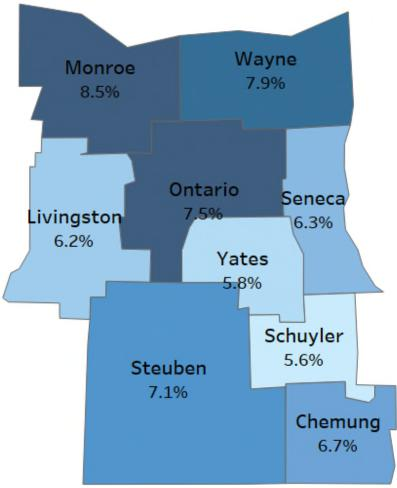 Monroe
8.5%
Wayne
7.9%
Ontario
7.5%
Seneca
6.3%
Livingston
6.2%
Yates
5.8%
Schuyler
5.6%
Steuben
7.1%
Chemung
6.7%